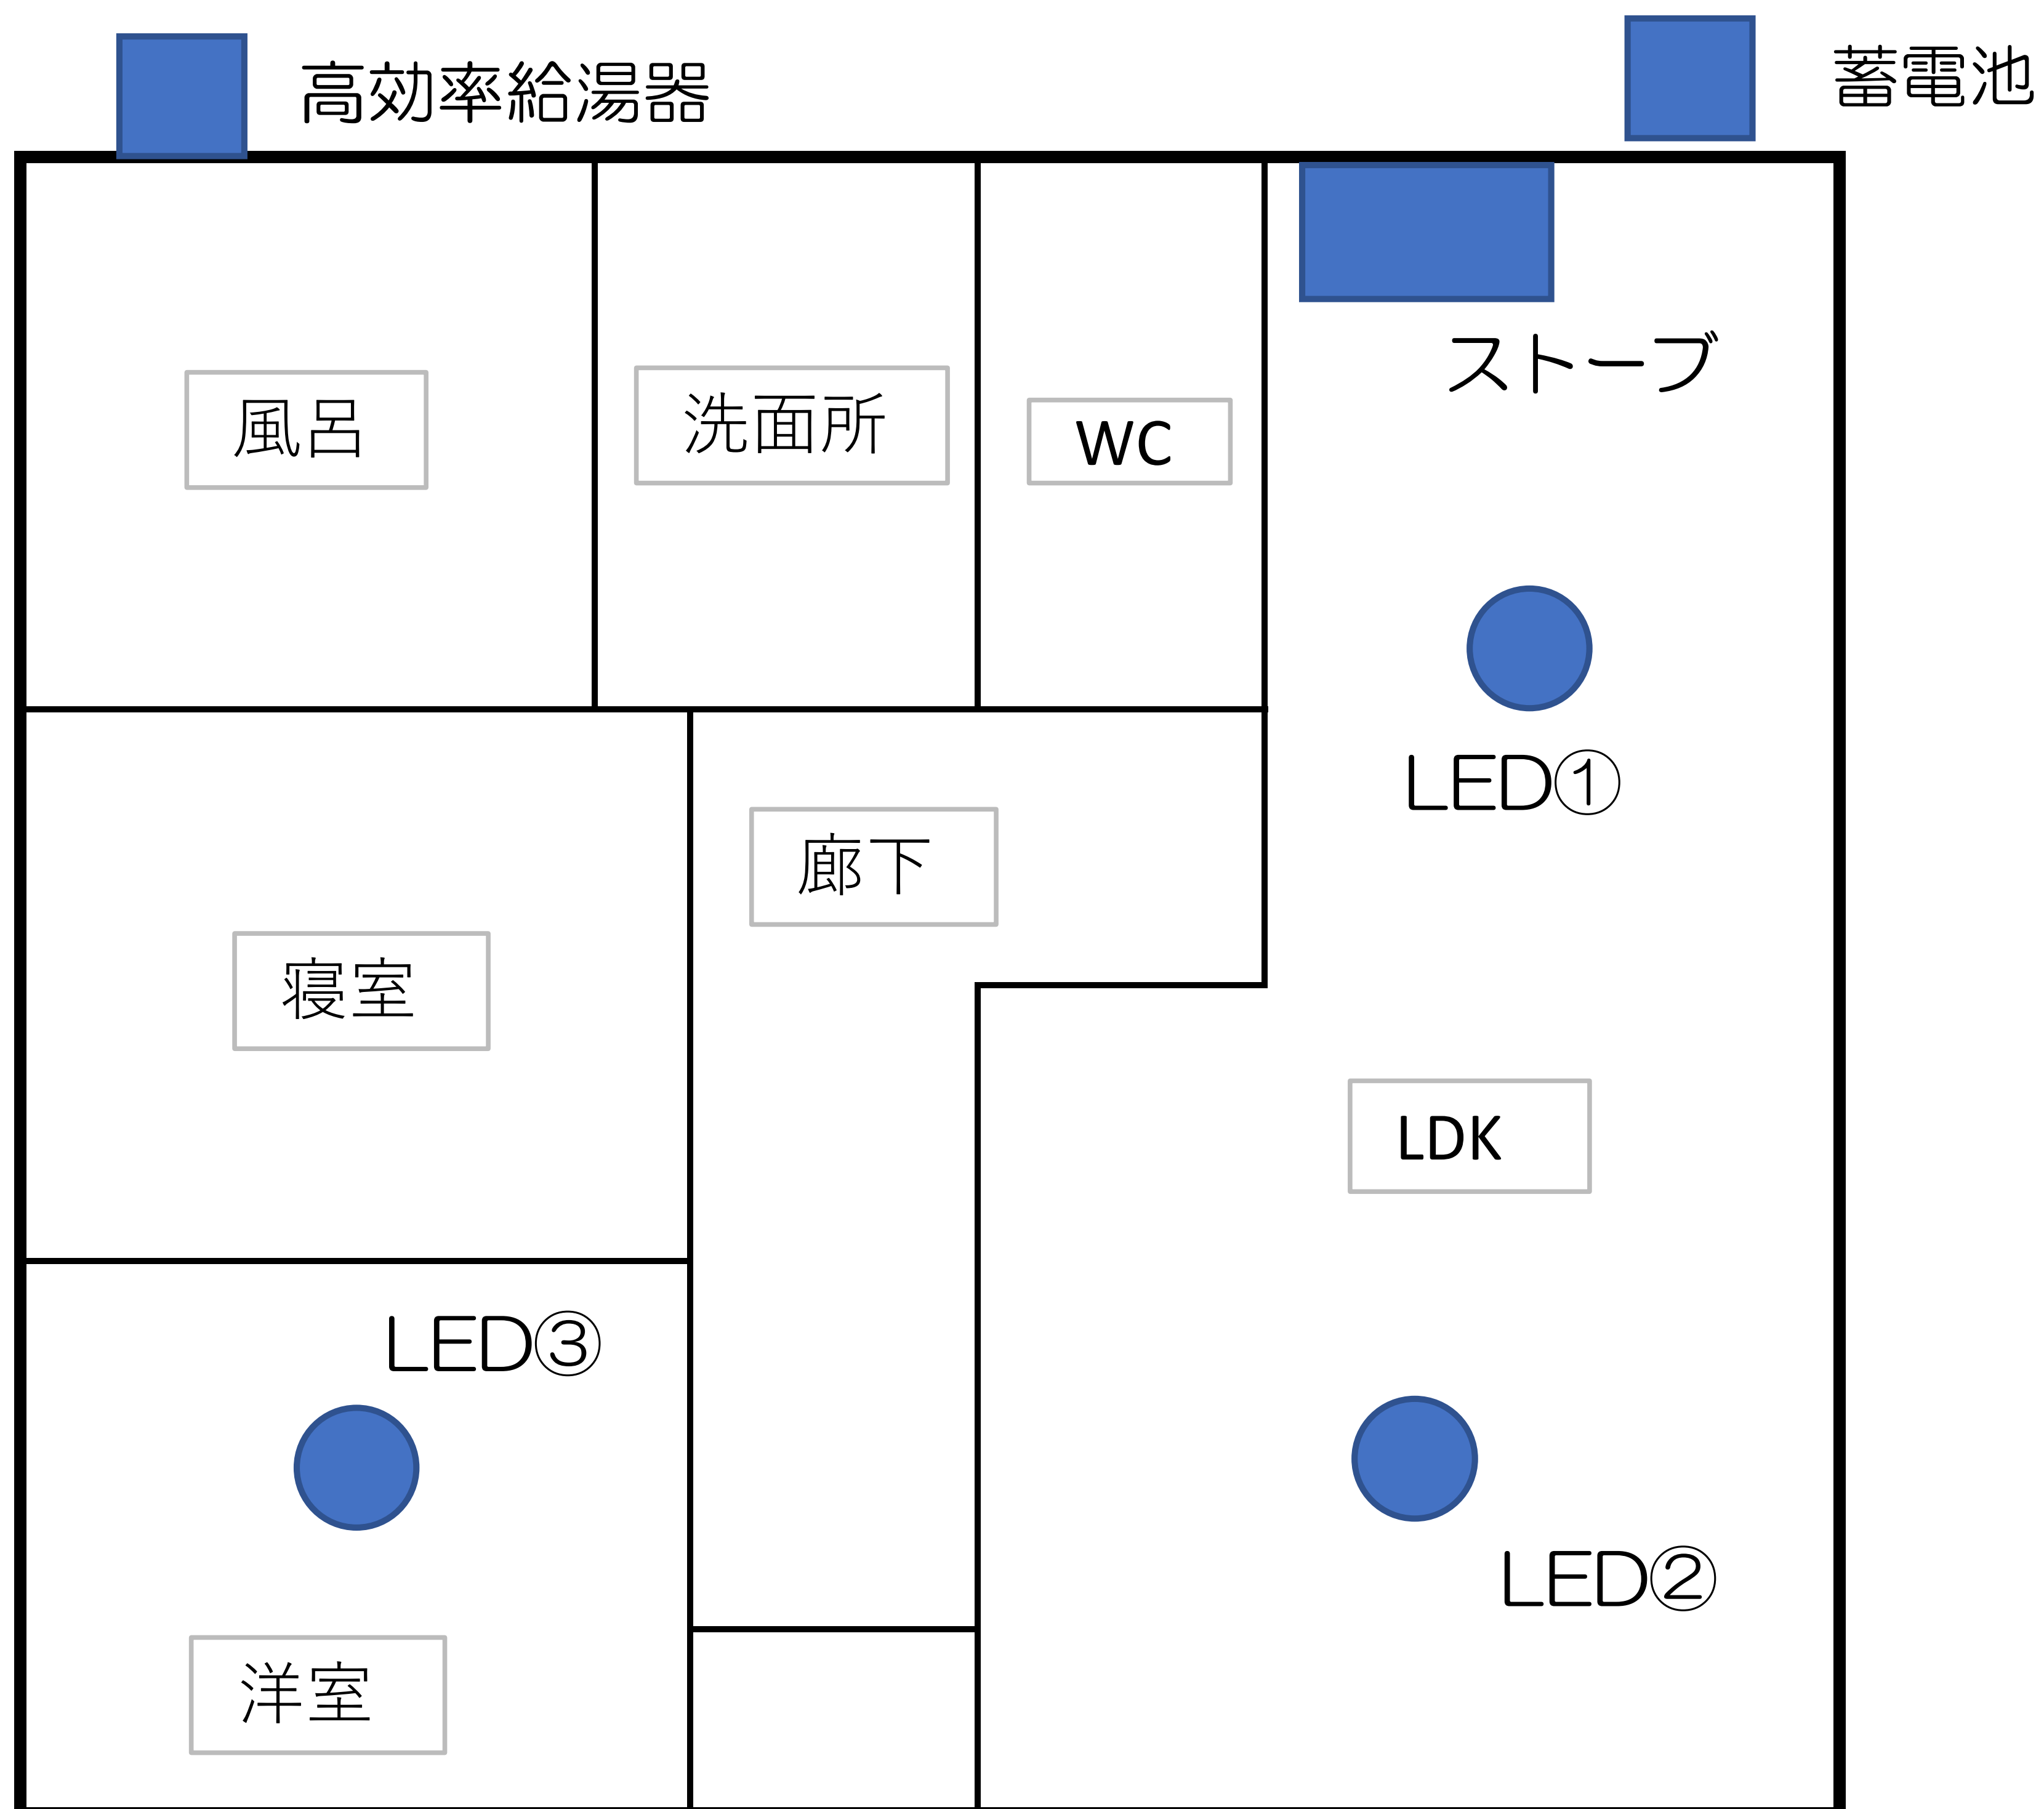 高効率給湯器
蓄電池
ストーブ
風呂
洗面所
WC
LED①
廊下
寝室
LDK
LED③
LED②
洋室